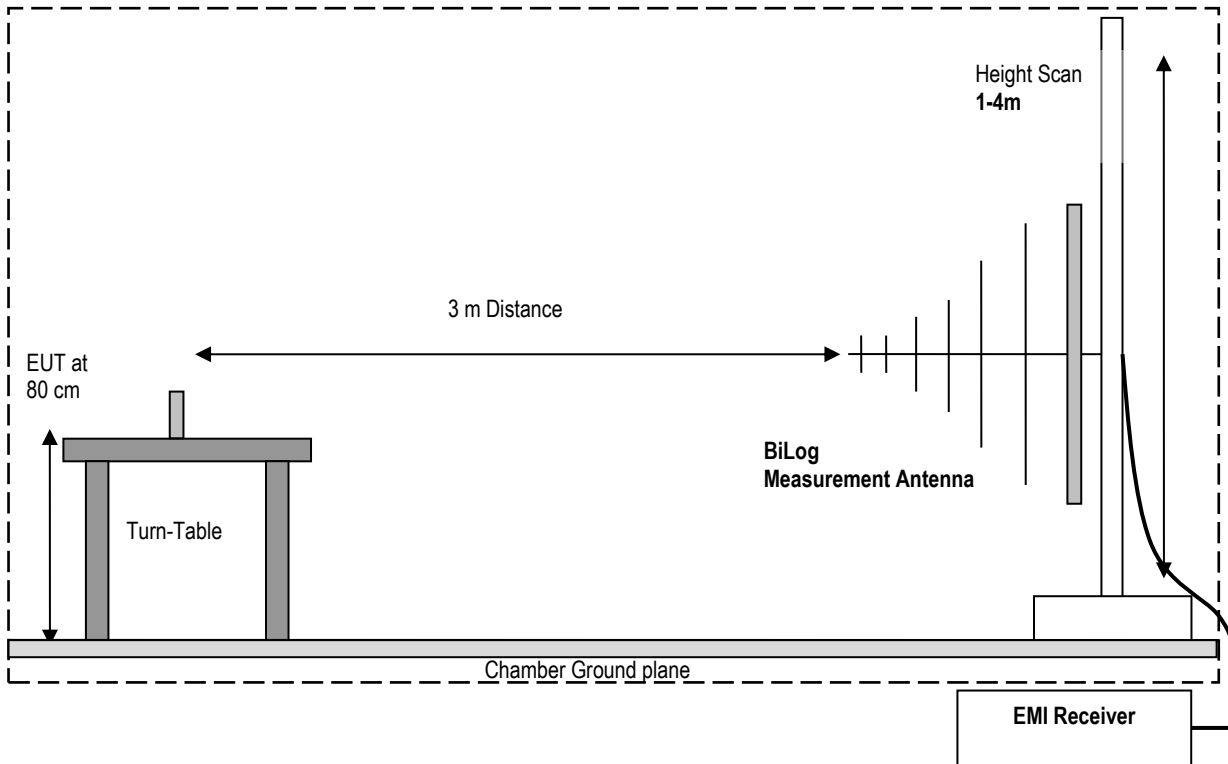 Height Scan
1-4m
3 m Distance
EUT at
80 cm
BiLog
Measurement Antenna
Turn-Table
Chamber Ground plane
EMI Receiver